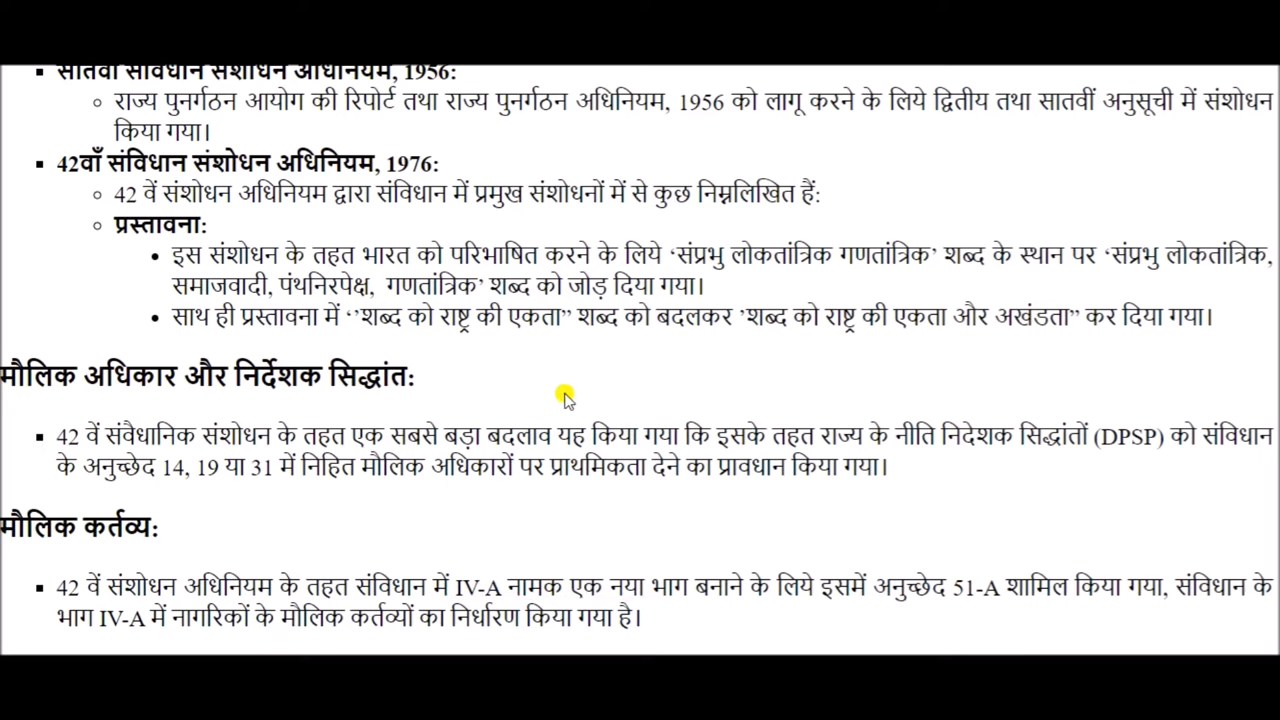 सातवाँ संविधान संशोधन अधिनियम, 1956:
राज्य पुनर्गठन आयोग की रिपोर्ट तथा राज्य पुनर्गठन अधिनियम, 1956 को लागू करने के लिये द्वितीय तथा सातवीं अनुसूची में संशोधन
किया गया।
42वाँ संविधान संशोधन अधिनियम, 1976:
42 वें संशोधन अधिनियम द्वारा संविधान में प्रमुख संशोधनों में से कुछ निम्नलिखित हैं:
प्रस्तावना:
इस संशोधन के तहत भारत को परिभाषित करने के लिये ‘संप्रभु लोकतांत्रिक गणतांत्रिक’ शब्द के स्थान पर ‘संप्रभु लोकतांत्रिक,
समाजवादी, पंथनिरपेक्ष, गणतांत्रिक’ शब्द को जोड़ दिया गया।
साथ ही प्रस्तावना में ‘’शब्द को राष्ट्र की एकता” शब्द को बदलकर ’शब्द को राष्ट्र की एकता और अखंडता” कर दिया गया।
मौलिक अधिकार और निर्देशक सिद्धांत:
42 वें संवैधानिक संशोधन के तहत एक सबसे बड़ा बदलाव यह किया गया कि इसके तहत राज्य के नीति निदेशक सिद्धांतों (DPSP) को संविधान
के अनुच्छेद 14, 19 या 31 में निहित मौलिक अधिकारों पर प्राथमिकता देने का प्रावधान किया गया।
मौलिक कर्तव्य:
42 वें संशोधन अधिनियम के तहत संविधान में IV-A नामक एक नया भाग बनाने के लिये इसमें अनुच्छेद 51-A शामिल किया गया, संविधान के
भाग IV-A में नागरिकों के मौलिक कर्तव्यों का निर्धारण किया गया है।